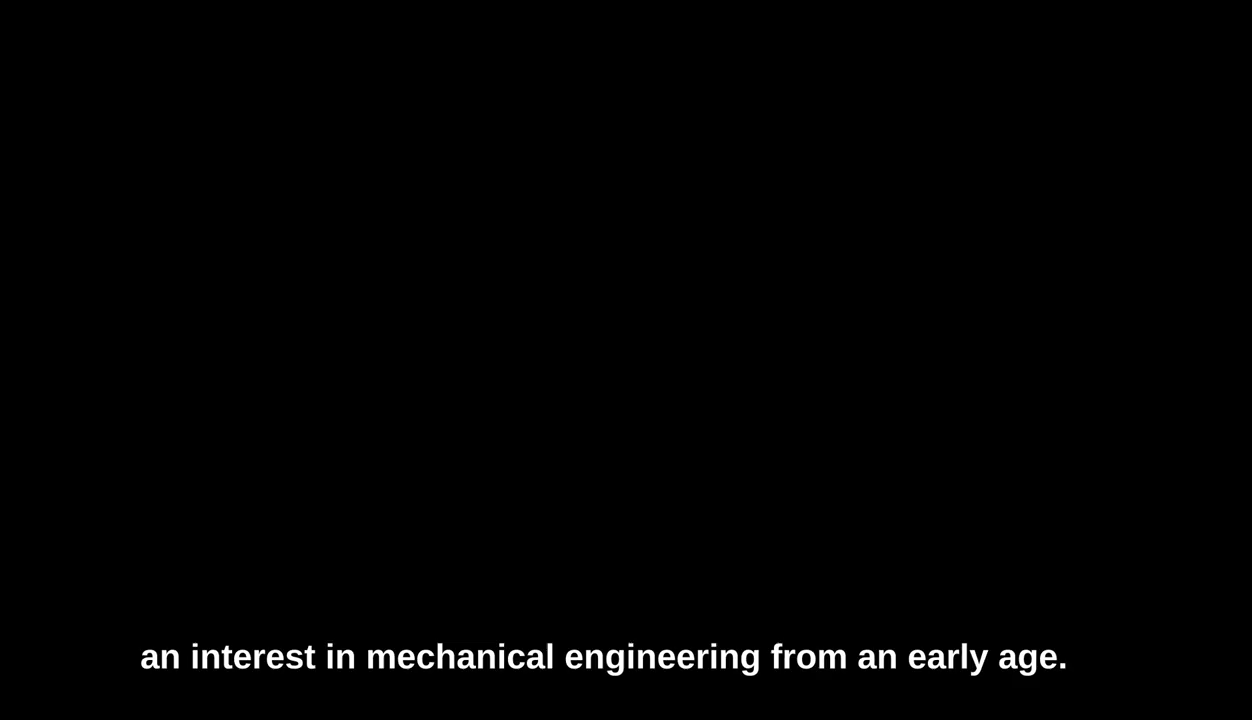 an interest in mechanical engineering from an early age.